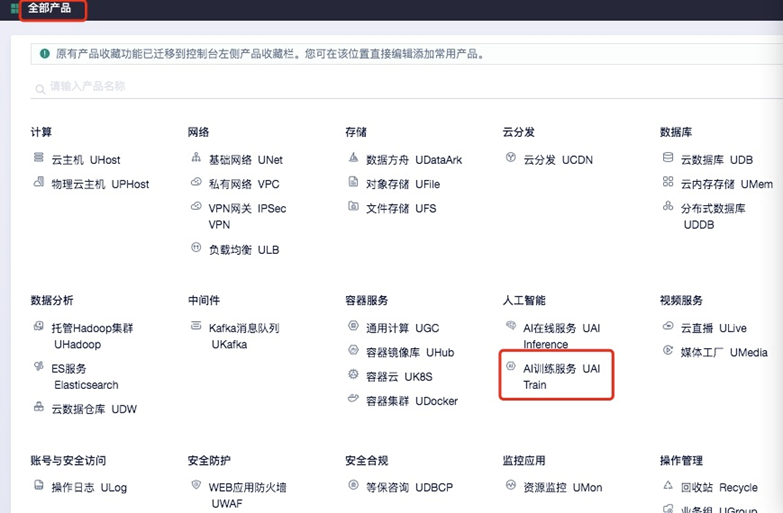 全部产品
原有产品收藏功能已迁移到控制台左侧产品收藏栏。您可在该位置直接编辑添加常用产品。
请输入产品名称
计算
云主机 UHost
物理云主机 UPHost
网络
基础网络 UNet
私有网络 VPC
VPN网关 IPSec
VPN
负载均衡 ULB
存储
数据方舟 UDataArk
对象存储 UFile
文件存储 UFS
云分发
云分发 UCDN
数据库
云数据库 UDB
云内存存储 UMem
分布式数据库
UDDB
数据分析
托管Hadoop集群
UHadoop
ES服务
Elasticsearch
云数据仓库 UDW
中间件
Kafka消息队列
UKafka
容器服务
通用计算 UGC
容器镜像库 UHub
容器云 UK8S
容器集群 UDocker
人工智能
AI在线服务 UAI
Inference
AI训练服务 UAI
Train
视频服务
云直播 ULive
媒体工厂 UMedia
账号与安全访问
操作日志 ULog
安全防护
WEB应用防火墙
UWAF
安全合规
等保咨询 UDBCP
监控应用
资源监控 UMon
操作管理
回收站 Recycle
业务组 UGroup